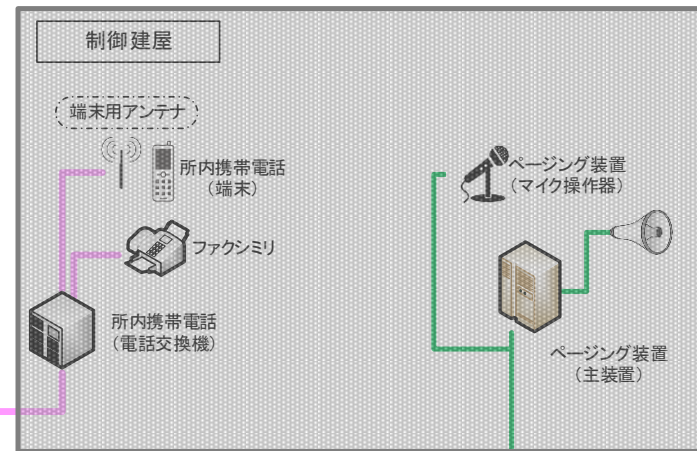 制御建屋
端末用アンテナ
所内携帯電話
（端末）
ファクシミリ
所内携帯電話
（電話交換機）
ページング装置
（マイク操作器）
ページング装置
（主装置）